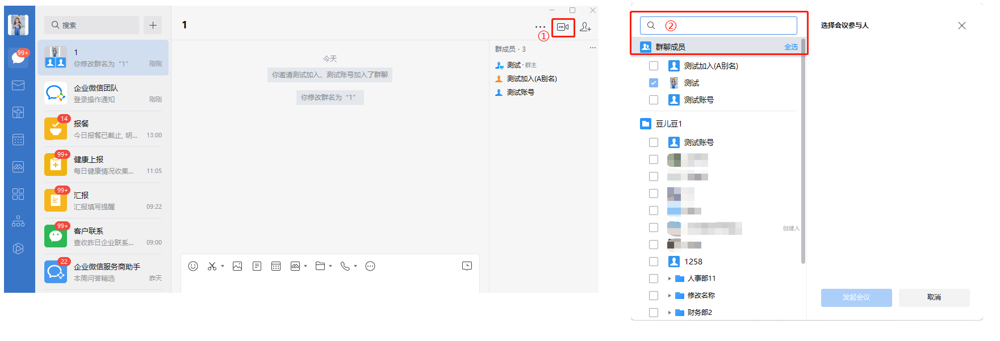 搜索
1
①
②
选择会议参与人
99+
1
你修改群名为“1”
刚刚
企业微信团队
登录操作通知
刚刚
14
报餐
今日报餐已截止, 明...
13:00
99+
健康上报
每日健康情况收集...
11:05
99+
汇报
汇报填写提醒
09:22
99+
客户联系
查收昨日企业联系...
09:00
22
企业微信服务商助手
本周问答精选
昨天
今天
你邀请测试加入、测试账号加入了群聊
你修改群名为“1”
群成员 · 3
测试 · 群主
测试加入(A别名)
测试账号
群聊成员
全选
测试加入(A别名)
测试
测试账号
豆儿豆1
测试账号
创建人
1258
人事部11
修改名称
财务部2
发起会议
取消